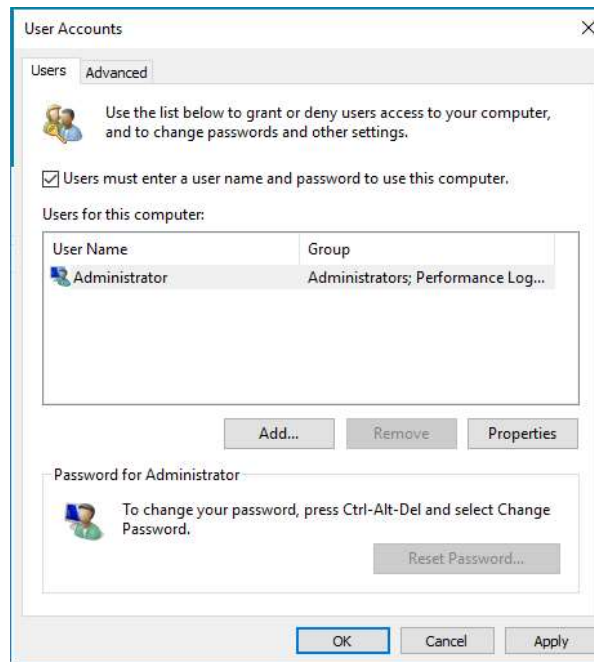 User Accounts
Users
Advanced
Use the list below to grant or deny users access to your computer,
and to change passwords and other settings.
Users must enter a user name and password to use this computer.
Users for this computer:
User Name
Group
Administrator
Administrators; Performance Log...
Add...
Remove
Properties
Password for Administrator
To change your password, press Ctrl-Alt-Del and select Change
Password.
Reset Password...
OK
Cancel
Apply